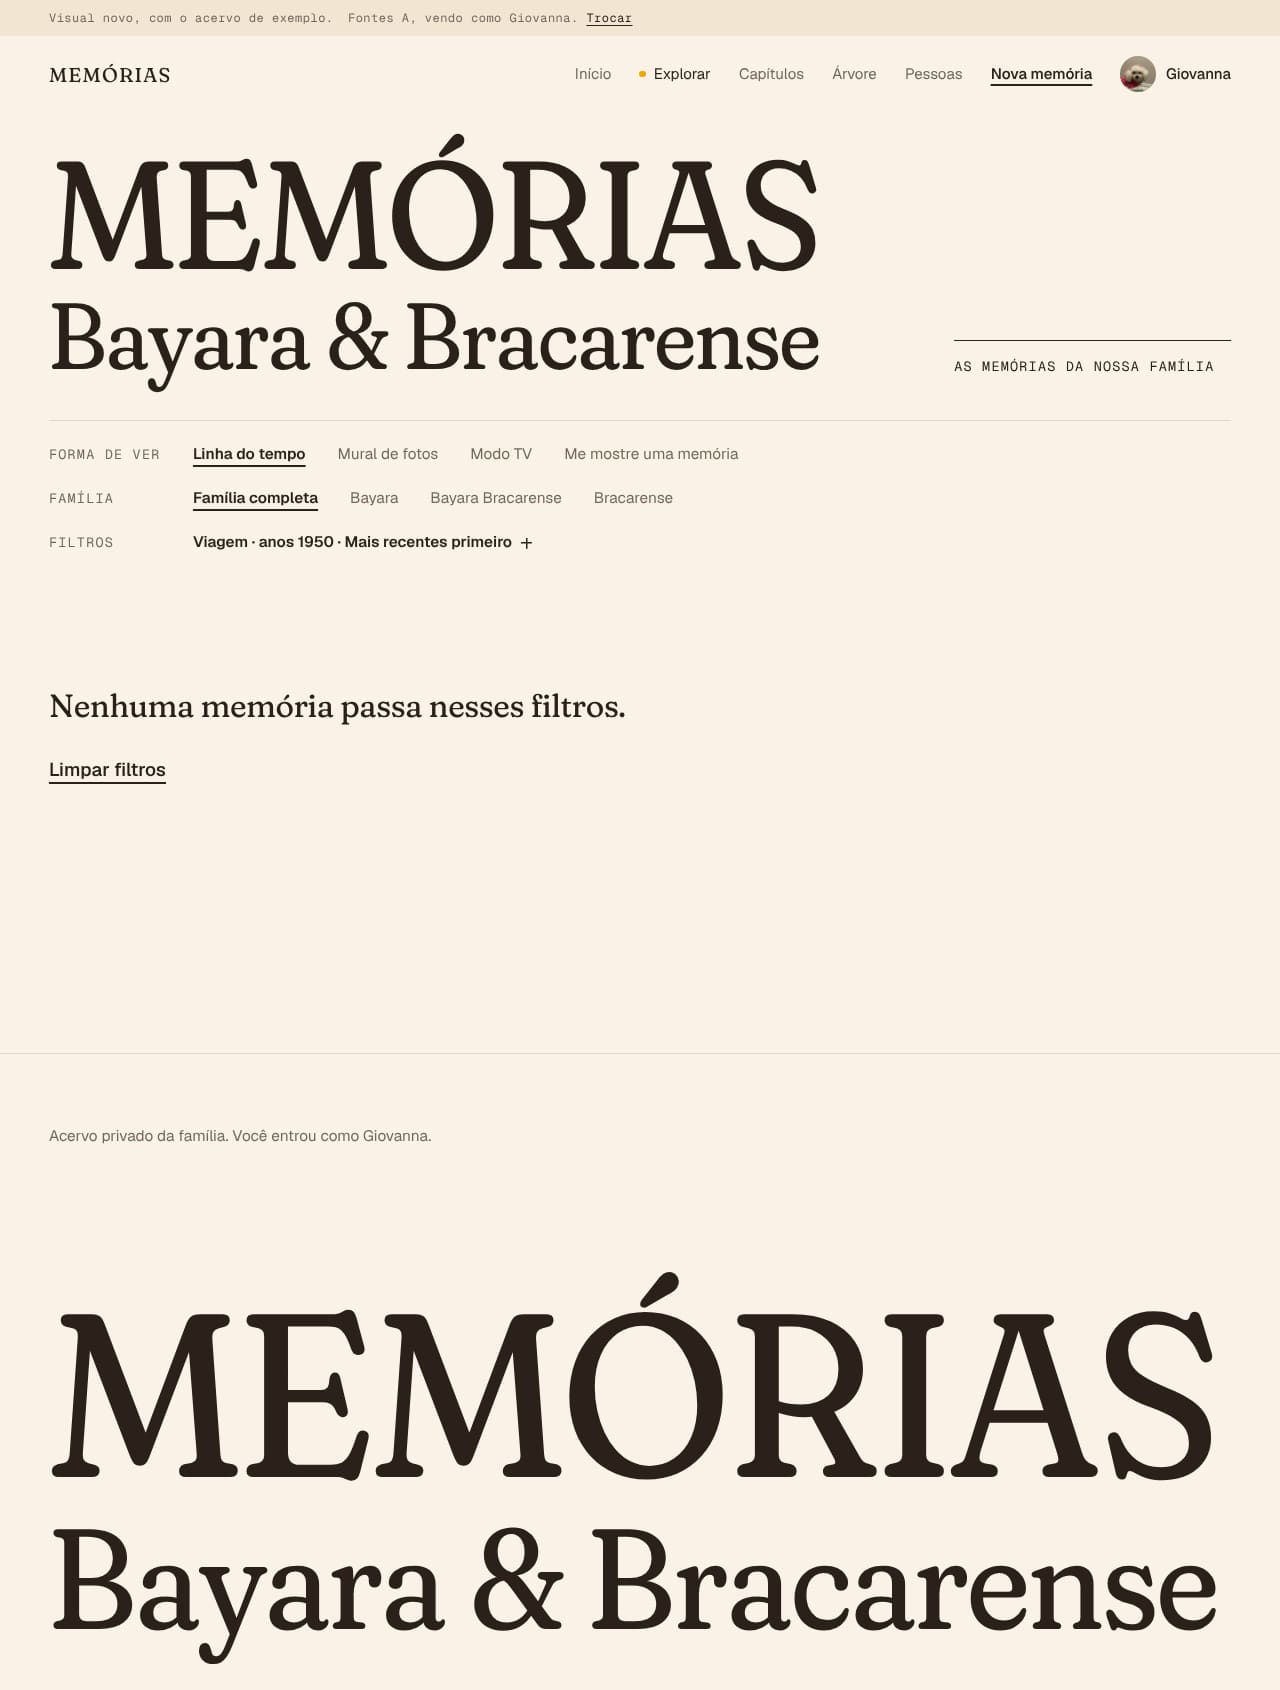 Visual novo, com o acervo de exemplo. Fontes A, vendo como Giovanna. Trocar
MEMÓRIAS
Início Explorar Capítulos Árvore Pessoas Nova memória Giovanna
MEMÓRIAS
Bayara & Bracarense
AS MEMÓRIAS DA NOSSA FAMÍLIA
FORMA DE VER Linha do tempo Mural de fotos Modo TV Me mostre uma memória
FAMÍLIA Família completa Bayara Bayara Bracarense Bracarense
FILTROS Viagem · anos 1950 · Mais recentes primeiro +
Nenhuma memória passa nesses filtros.
Limpar filtros
Acervo privado da família. Você entrou como Giovanna.
MEMÓRIAS
Bayara & Bracarense